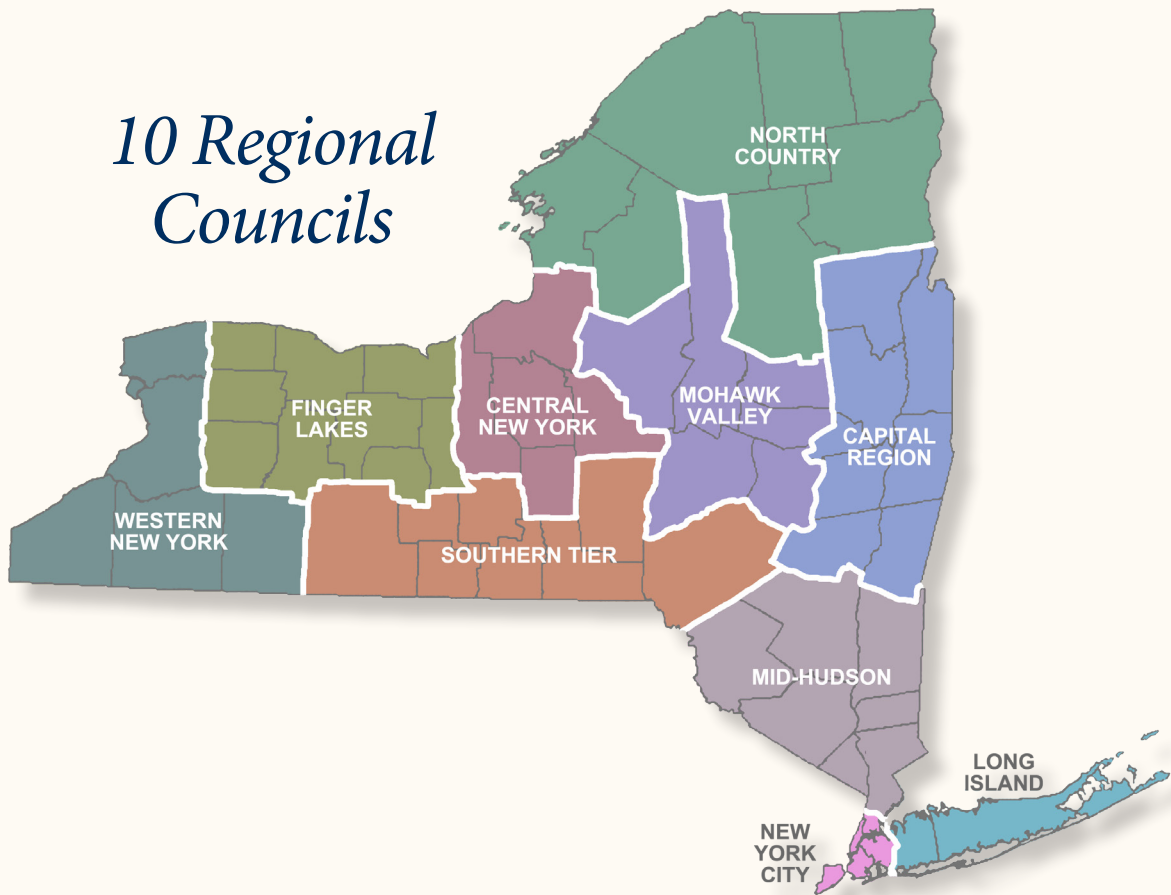 10 Regional
Councils
NORTH
COUNTRY
MOHAWK
VALLEY
FINGER
LAKES
CENTRAL
NEW YORK
CAPITAL
REGION
WESTERN
NEW YORK
SOUTHERN TIER
MID-HUDSON
LONG
ISLAND
NEW
YORK
CITY